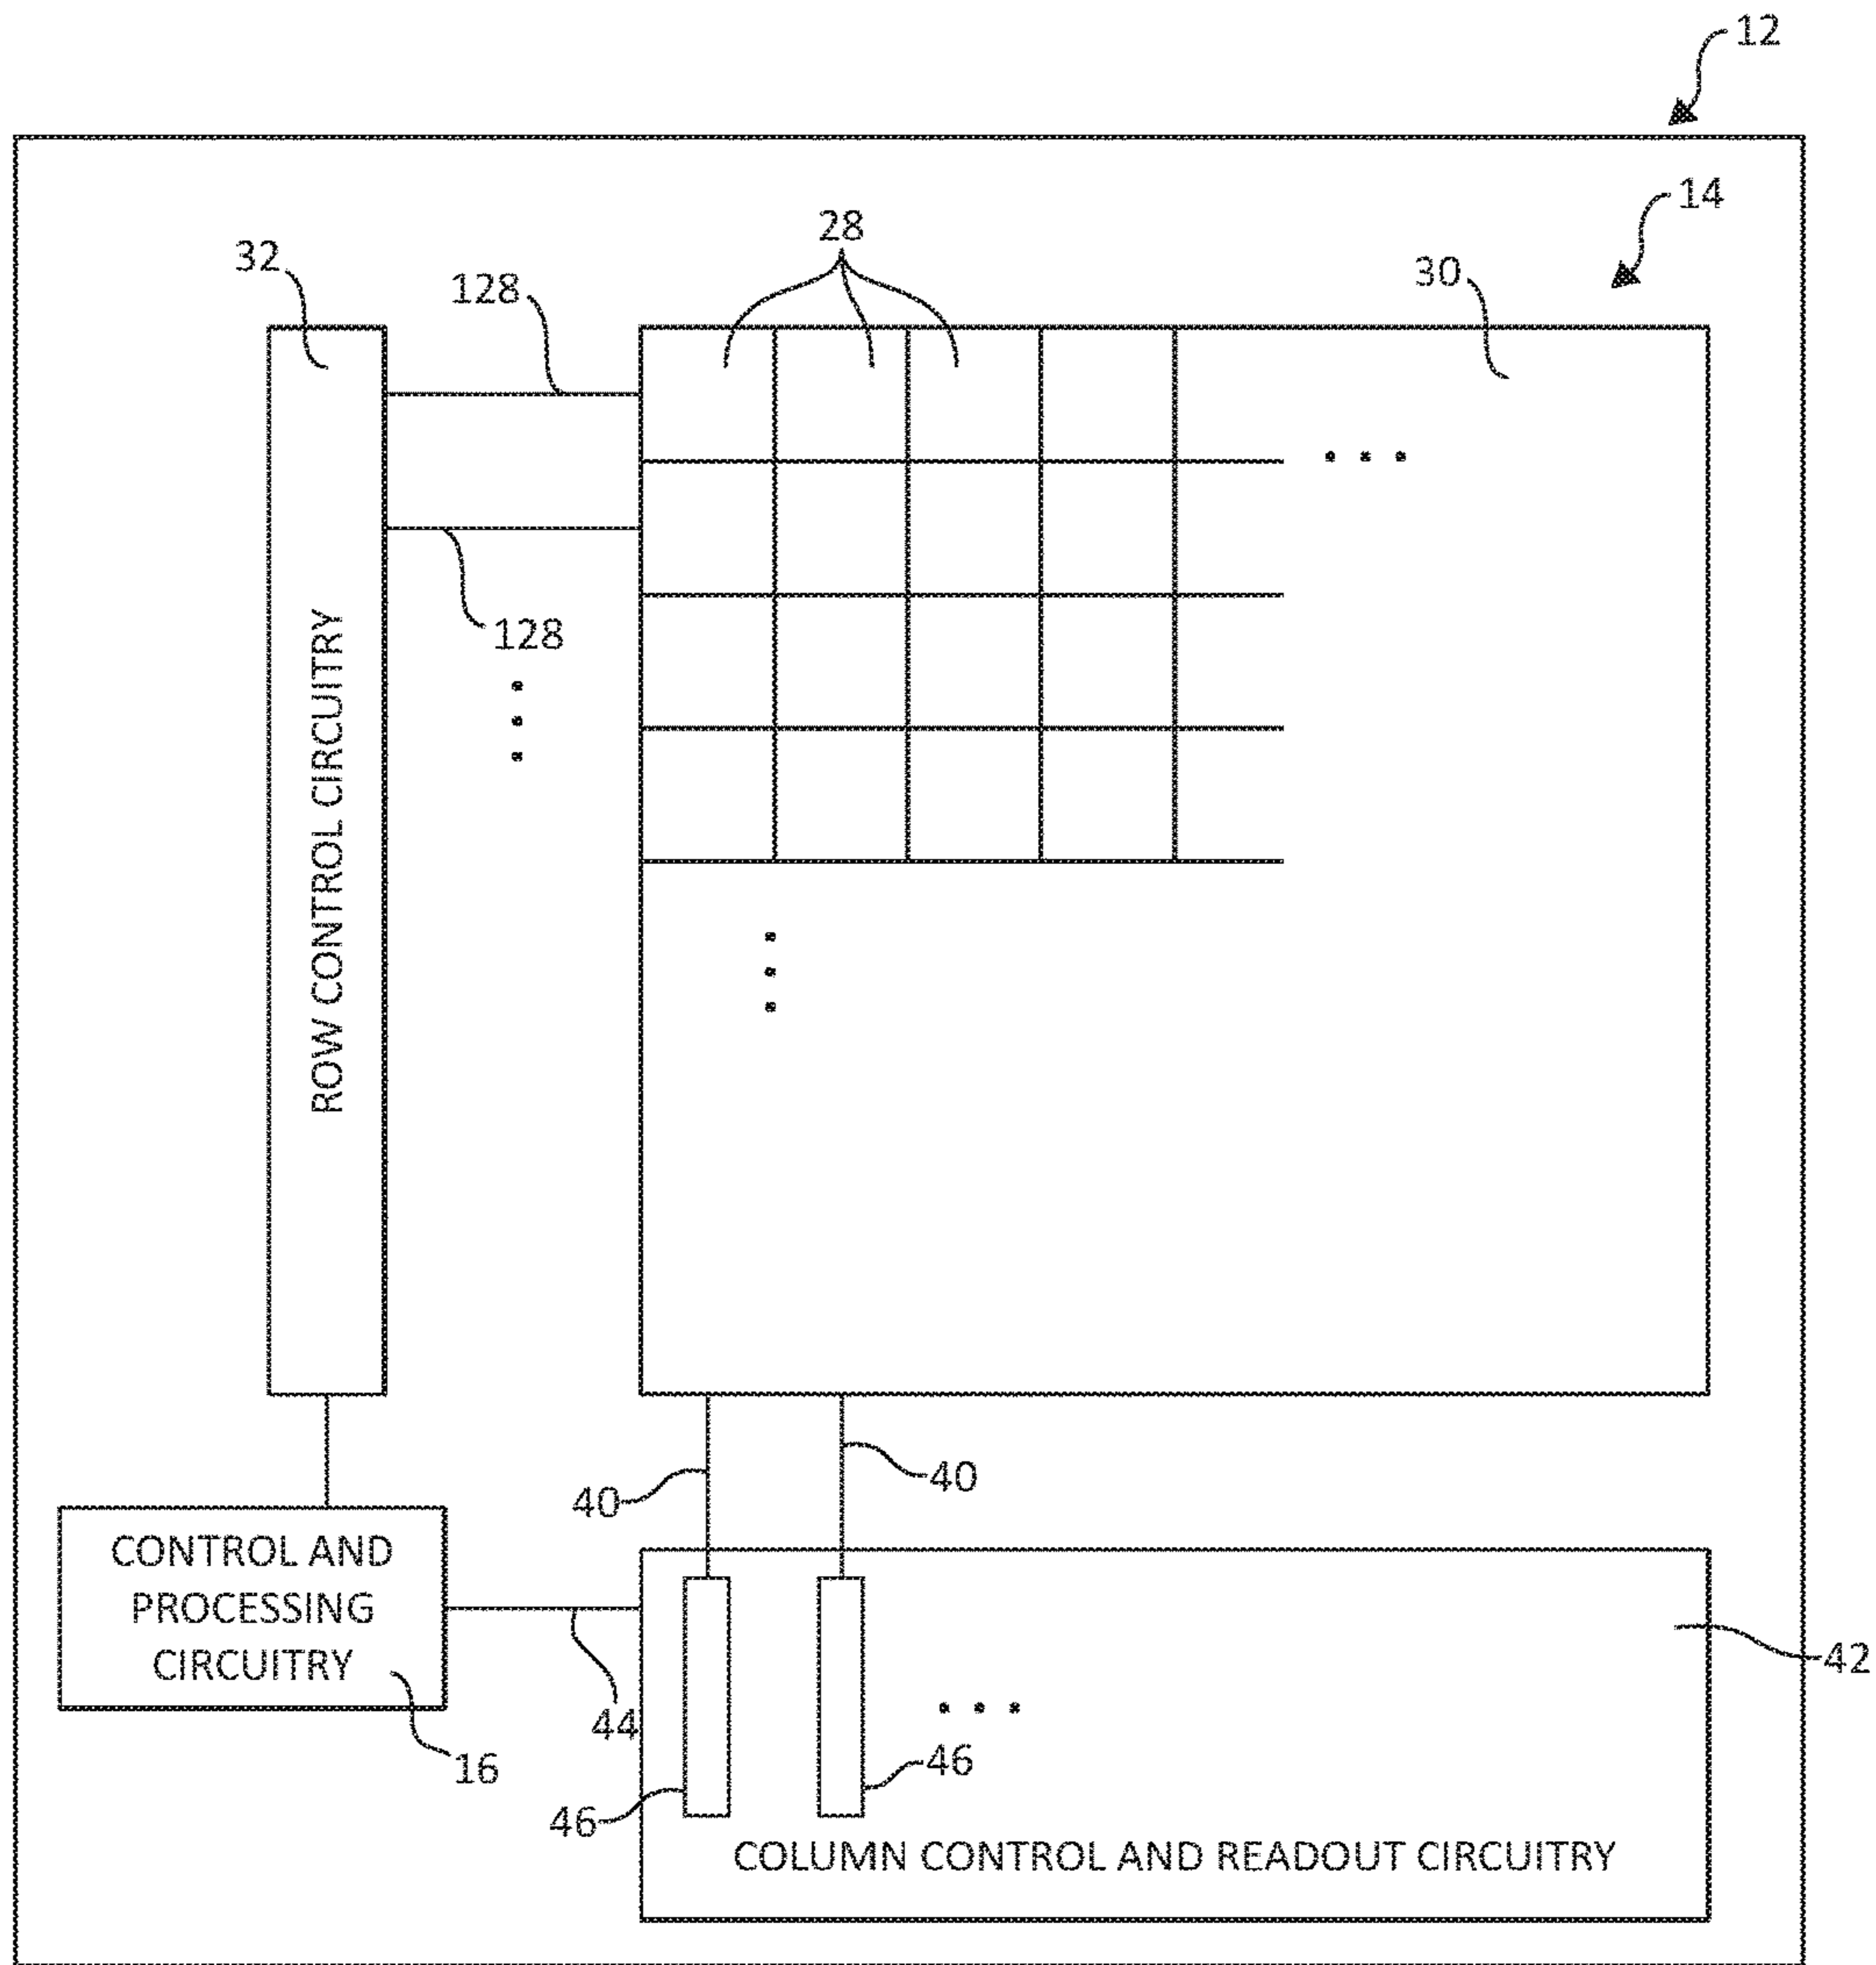 12
14
28
32
30
128
128
ROW CONTROL CIRCUITRY
40
40
CONTROL AND
PROCESSING
CIRCUITRY
42
44
16
46
46
COLUMN CONTROL AND READOUT CIRCUITRY